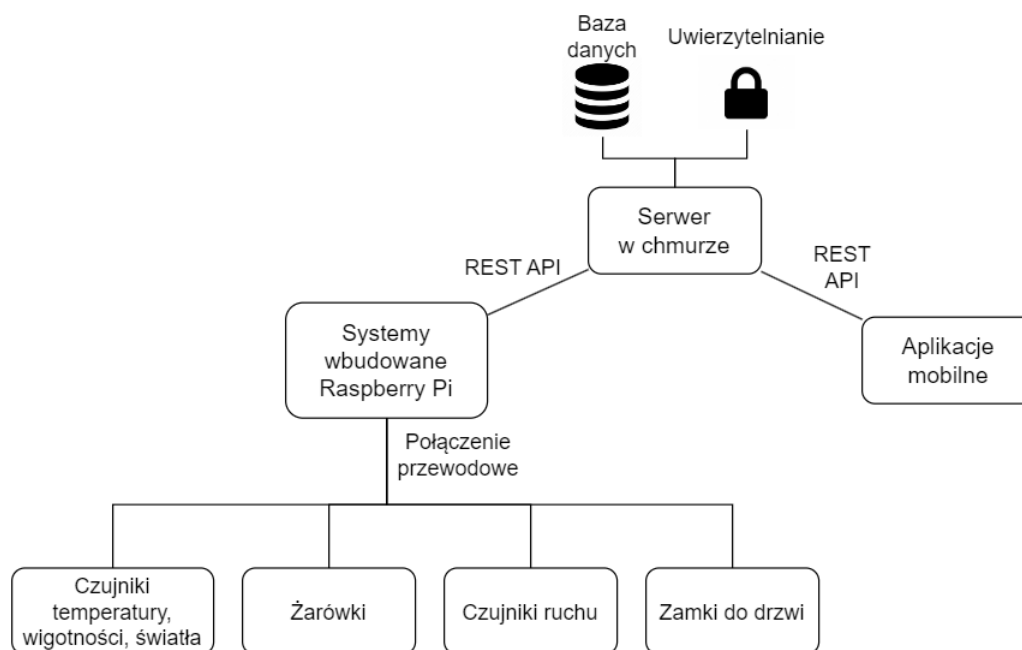 Baza
danych
Uwierzytelnianie
Serwer
w chmurze
REST API
REST
API
Systemy
wbudowane
Raspberry Pi
Aplikacje
mobilne
Połączenie
przewodowe
Czujniki
temperatury,
wigotności, światła
Żarówki
Czujniki ruchu
Zamki do drzwi